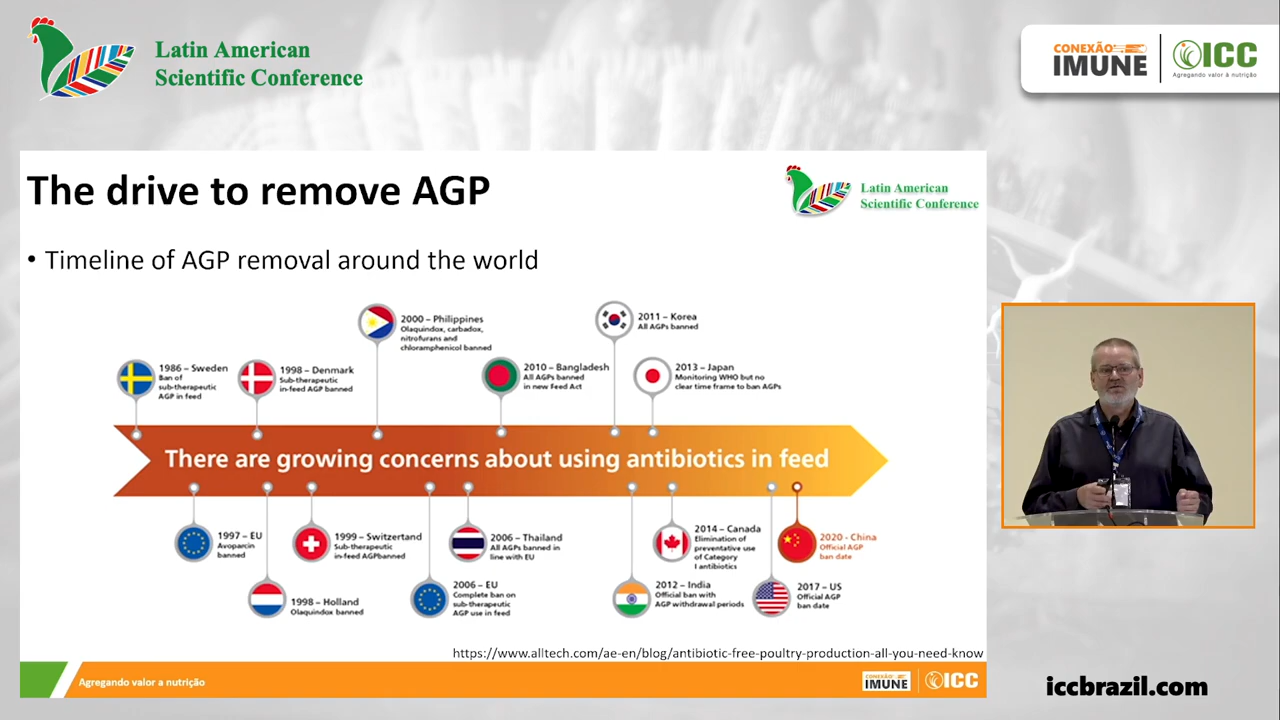 Latin American
Scientific Conference
CONEXÃO
IMUNE
ICC
Agregando valor à nutrição
The drive to remove AGP
Latin American
Scientific Conference
• Timeline of AGP removal around the world
2000 – Philippines
Olaquindox, carbadox,
nitrofurans and
chloramphenicol banned
2011 – Korea
All AGPs banned
1986 – Sweden
Ban of
sub-therapeutic
AGP in feed
1998 – Denmark
Sub-therapeutic
in-feed AGP banned
2010 – Bangladesh
All AGPs banned
in new Feed Act
2013 – Japan
Monitoring WHO but no
clear time frame to ban AGPs
There are growing concerns about using antibiotics in feed
1997 – EU
Avoparcin
banned
1999 – Switzertand
Sub-therapeutic
in-feed AGPbanned
2006 – Thailand
All AGPs banned in
line with EU
2014 – Canada
Elimination of
preventative use
of Category
I antibiotics
2020 - China
Official AGP
ban date
1998 – Holland
Olaquindox banned
2006 – EU
Complete ban on
sub-therapeutic
AGP use in feed
2012 – India
Official ban with
AGP withdrawal periods
2017 – US
Official AGP
ban date
https://www.alltech.com/ae-en/blog/antibiotic-free-poultry-production-all-you-need-know
Agregando valor a nutrição
CONEXÃO
IMUNE
ICC
iccbrazil.com